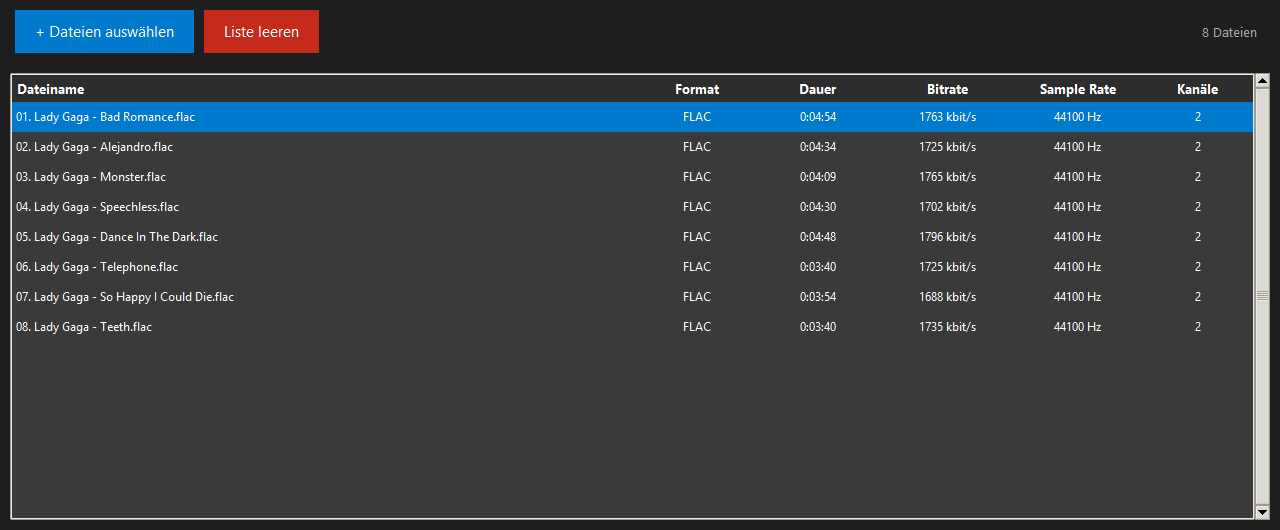 + Dateien auswählen Liste leeren 8 Dateien
Dateiname Format Dauer Bitrate Sample Rate Kanäle
01. Lady Gaga - Bad Romance.flac FLAC 0:04:54 1763 kbit/s 44100 Hz 2
02. Lady Gaga - Alejandro.flac FLAC 0:04:34 1725 kbit/s 44100 Hz 2
03. Lady Gaga - Monster.flac FLAC 0:04:09 1765 kbit/s 44100 Hz 2
04. Lady Gaga - Speechless.flac FLAC 0:04:30 1702 kbit/s 44100 Hz 2
05. Lady Gaga - Dance In The Dark.flac FLAC 0:04:48 1796 kbit/s 44100 Hz 2
06. Lady Gaga - Telephone.flac FLAC 0:03:40 1725 kbit/s 44100 Hz 2
07. Lady Gaga - So Happy I Could Die.flac FLAC 0:03:54 1688 kbit/s 44100 Hz 2
08. Lady Gaga - Teeth.flac FLAC 0:03:40 1735 kbit/s 44100 Hz 2